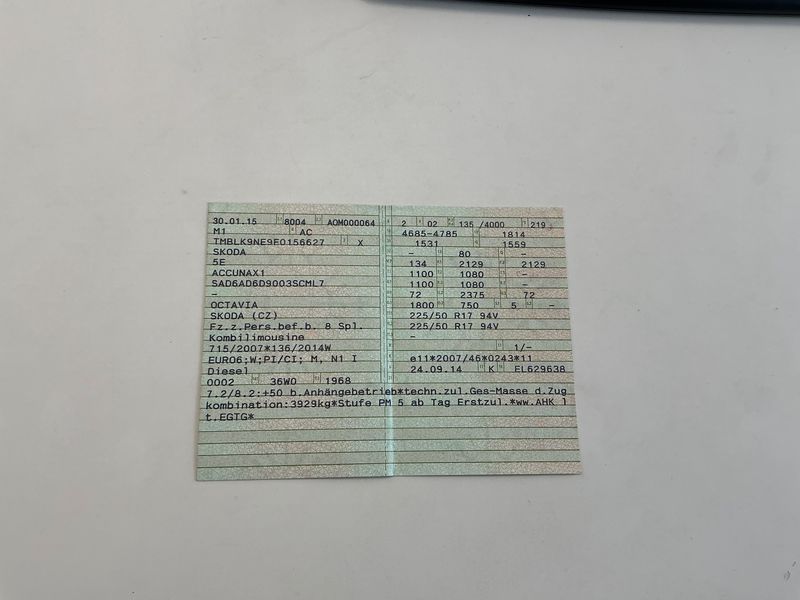 30.01.15 8004 AOM000064
M1 AC
TMBLK9NE9F0156627 X
SKODA
5E
ACCUNAX1
SAD6AD6D9003SCML7
-
OCTAVIA
SKODA (CZ)
Fz.z.Pers.bef.b. 8 Spl.
Kombilimousine
715/2007*136/2014W
EURO6;W;PI/CI; M, N1 I
Diesel
0002 36W0 1968
2 02 135 /4000 219
4685-4785 1814
1531 1559
- 80 -
134 2129 2129
1100 1080 -
1100 1080 -
72 2375 72
1800 750 5 -
225/50 R17 94V
225/50 R17 94V
-
1/-
e11*2007/46*0243*11
24.09.14 K EL629638
7.2/8.2:+50 b.Anhängebetrieb*techn.zul.Ges-Masse d.Zug
kombination:3929kg*Stufe PM 5 ab Tag Erstzul.*ww.AHK l
t.EGTG*